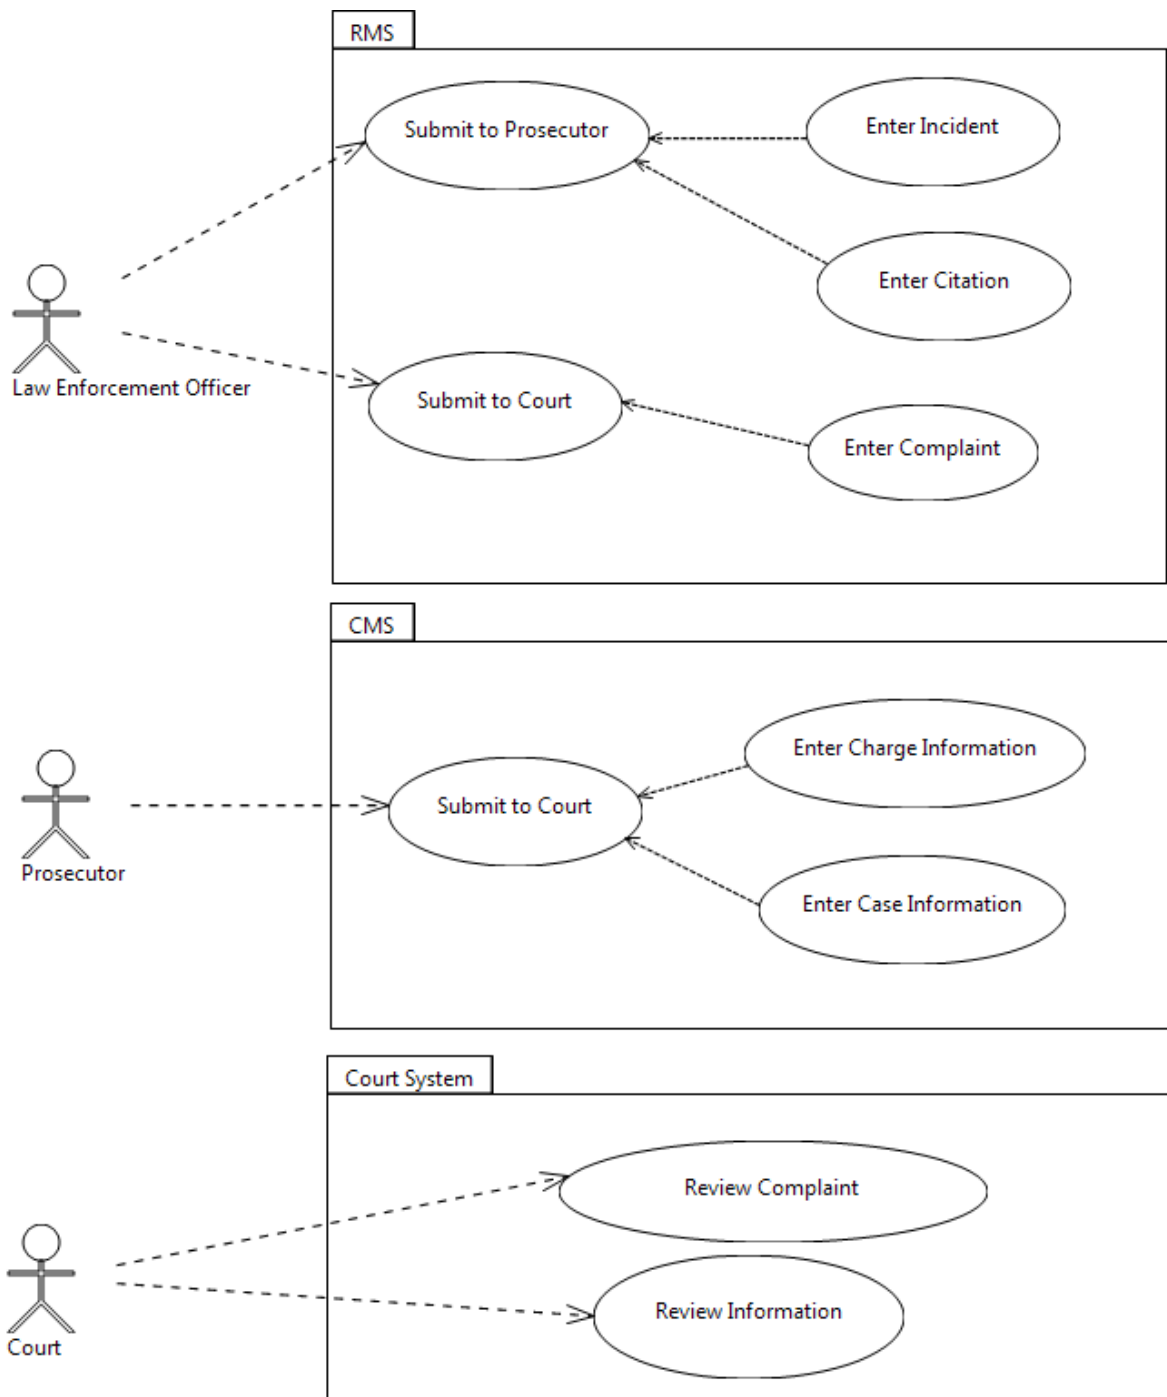 RMS
Submit to Prosecutor
Enter Incident
Enter Citation
Law Enforcement Officer
Submit to Court
Enter Complaint
CMS
Enter Charge Information
Submit to Court
Prosecutor
Enter Case Information
Court System
Review Complaint
Review Information
Court